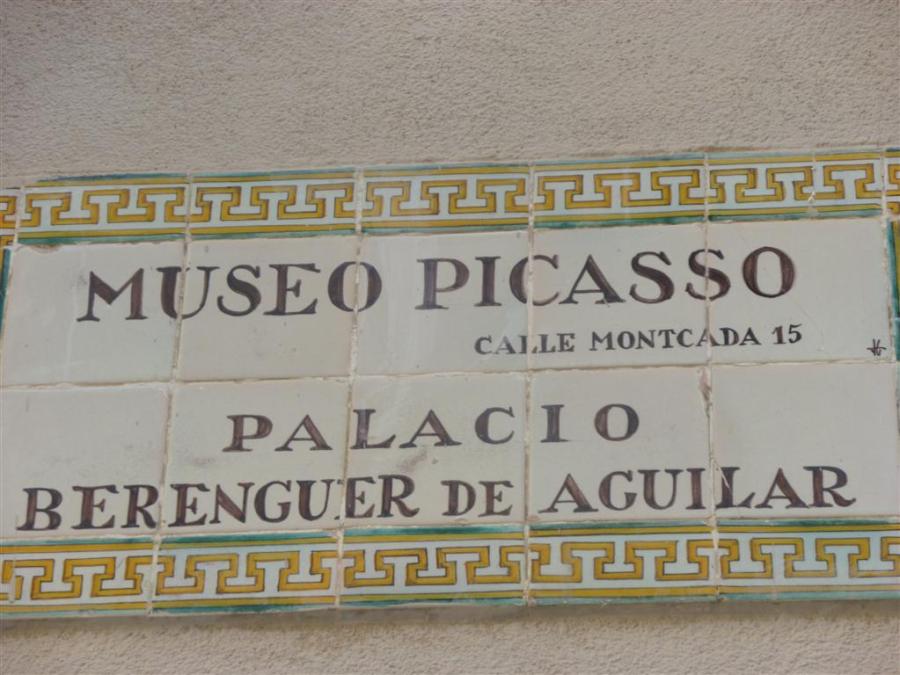 MUSEO PICASSO
CALLE MONTCADA 15
PALACIO
BERENGUER DE AGUILAR